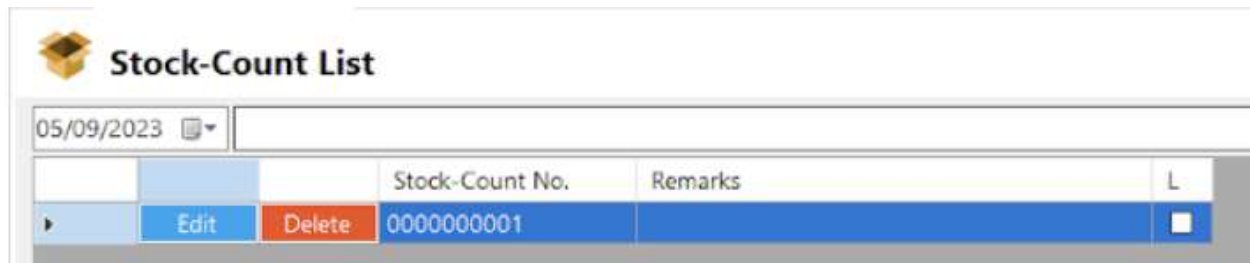 Stock-Count List
05/09/2023
Stock-Count No. Remarks L
Edit Delete 0000000001